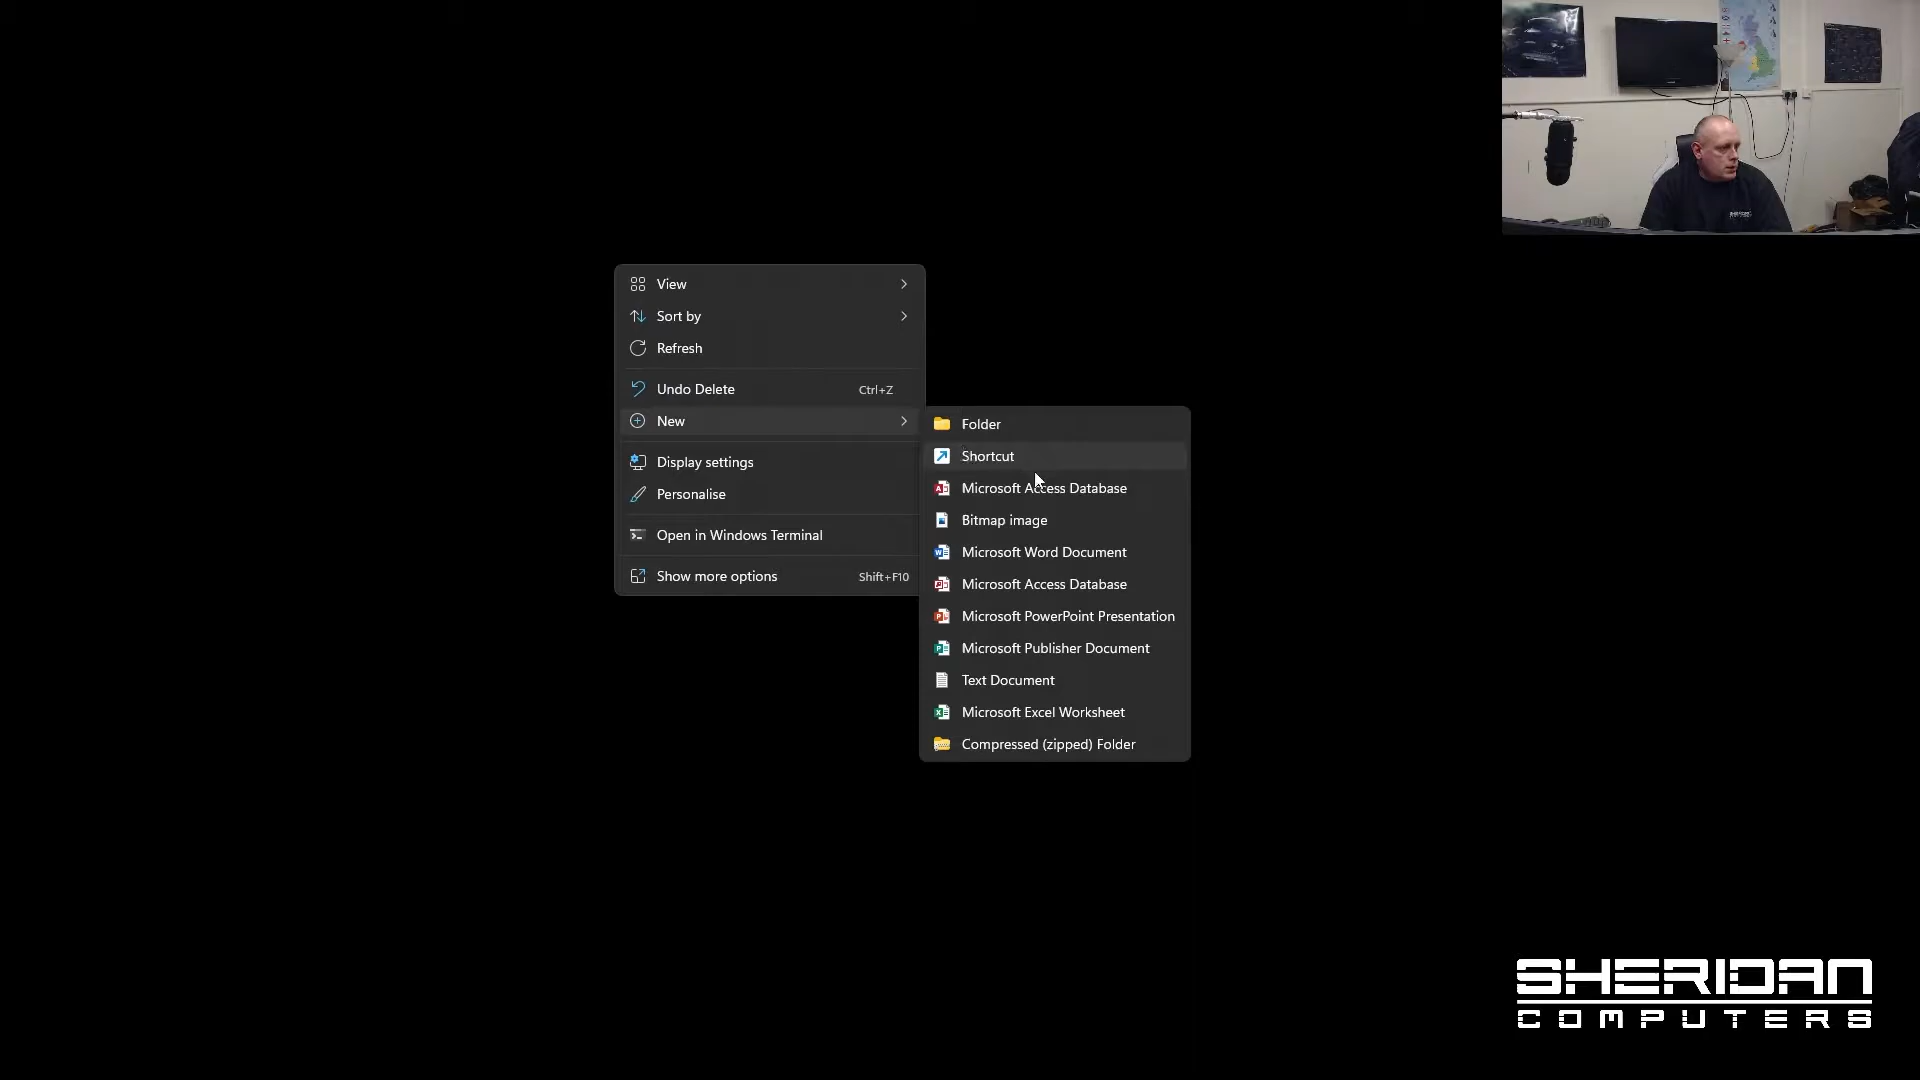 View
Sort by
Refresh
Undo Delete Ctrl+Z
New
Display settings
Personalise
Open in Windows Terminal
Show more options Shift+F10
Folder
Shortcut
Microsoft Access Database
Bitmap image
Microsoft Word Document
Microsoft Access Database
Microsoft PowerPoint Presentation
Microsoft Publisher Document
Text Document
Microsoft Excel Worksheet
Compressed (zipped) Folder
SHERIDAN
COMPUTERS